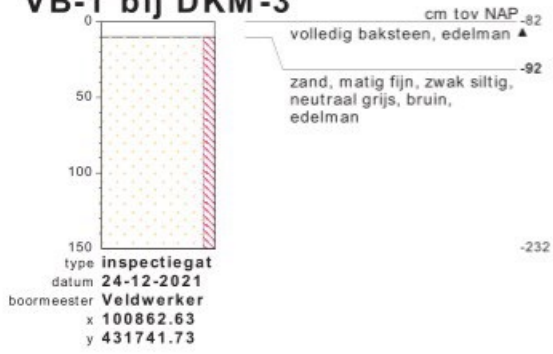 VB-1 bij DKM-3
cm tov NAP
0 -82
volledig baksteen, edelman
-92
zand, matig fijn, zwak siltig,
neutraal grijs, bruin,
edelman
50
100
150 -232
type inspectiegat
datum 24-12-2021
boormeester Veldwerker
x 100862.63
y 431741.73